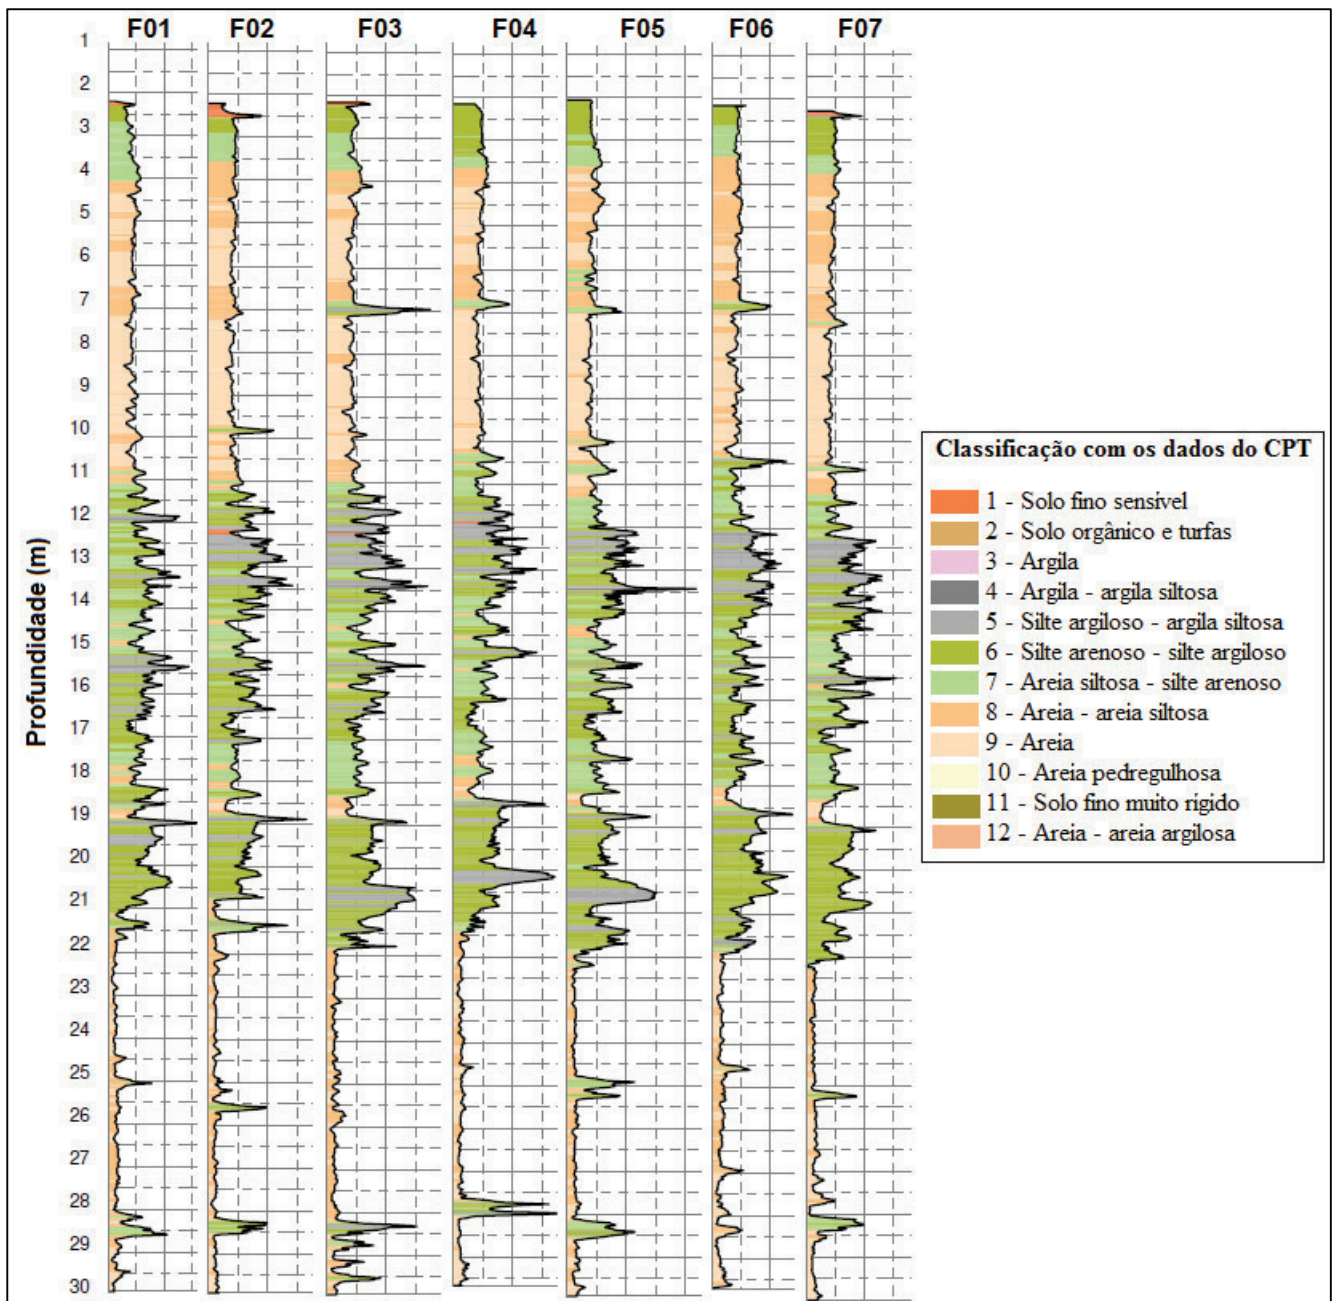 F01 F02 F03 F04 F05 F06 F07
Profundidade (m)
1
2
3
4
5
6
7
8
9
10
11
12
13
14
15
16
17
18
19
20
21
22
23
24
25
26
27
28
29
30
Classificação com os dados do CPT
1 - Solo fino sensível
2 - Solo orgânico e turfas
3 - Argila
4 - Argila - argila siltosa
5 - Silte argiloso - argila siltosa
6 - Silte arenoso - silte argiloso
7 - Areia siltosa - silte arenoso
8 - Areia - areia siltosa
9 - Areia
10 - Areia pedregulhosa
11 - Solo fino muito rígido
12 - Areia - areia argilosa